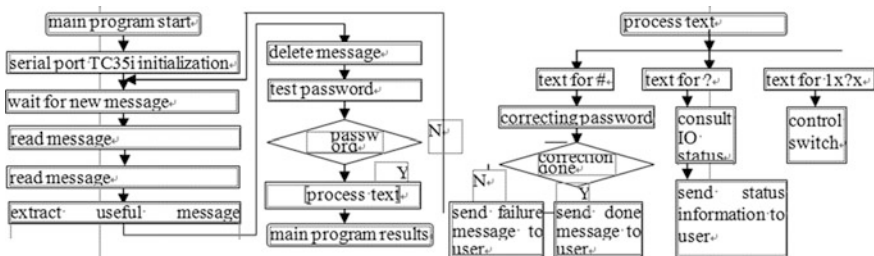 main program start
serial port TC35i initialization
wait for new message
read message
read message
extract useful message
delete message
test password
passw
ord
N
Y
process text
main program results
process text
text for #
text for ?
text for 1x?x
correcting password
correction
done
N
Y
send failure
message to
user
send done
message to
user
consult
IO
status
send status
information to
user
control
switch